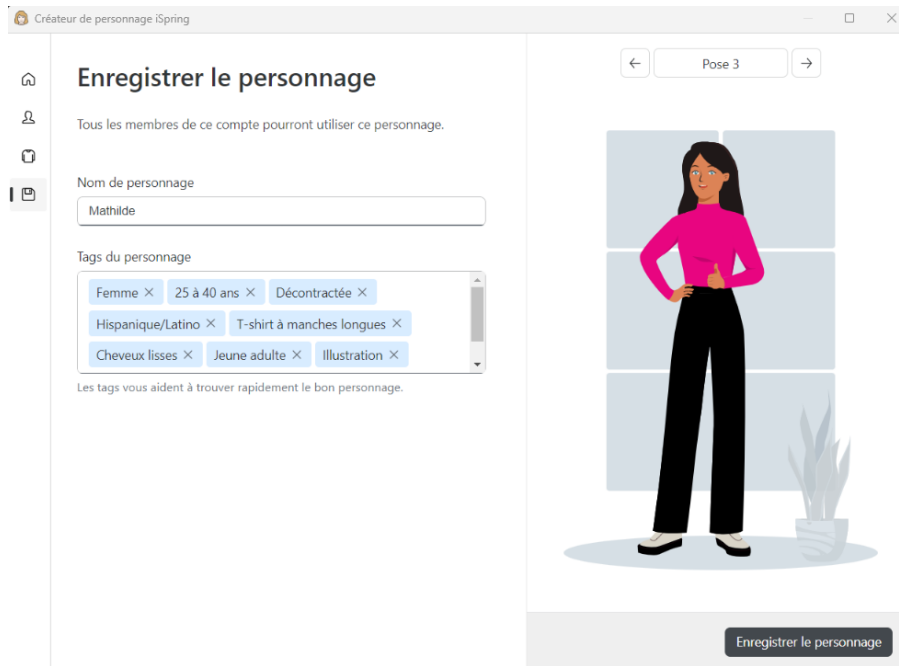 Créateur de personnage iSpring
Enregistrer le personnage
Tous les membres de ce compte pourront utiliser ce personnage.
Nom de personnage
Mathilde
Tags du personnage
Femme × 25 à 40 ans × Décontractée ×
Hispanique/Latino × T-shirt à manches longues ×
Cheveux lisses × Jeune adulte × Illustration ×
Les tags vous aident à trouver rapidement le bon personnage.
Pose 3
Enregistrer le personnage